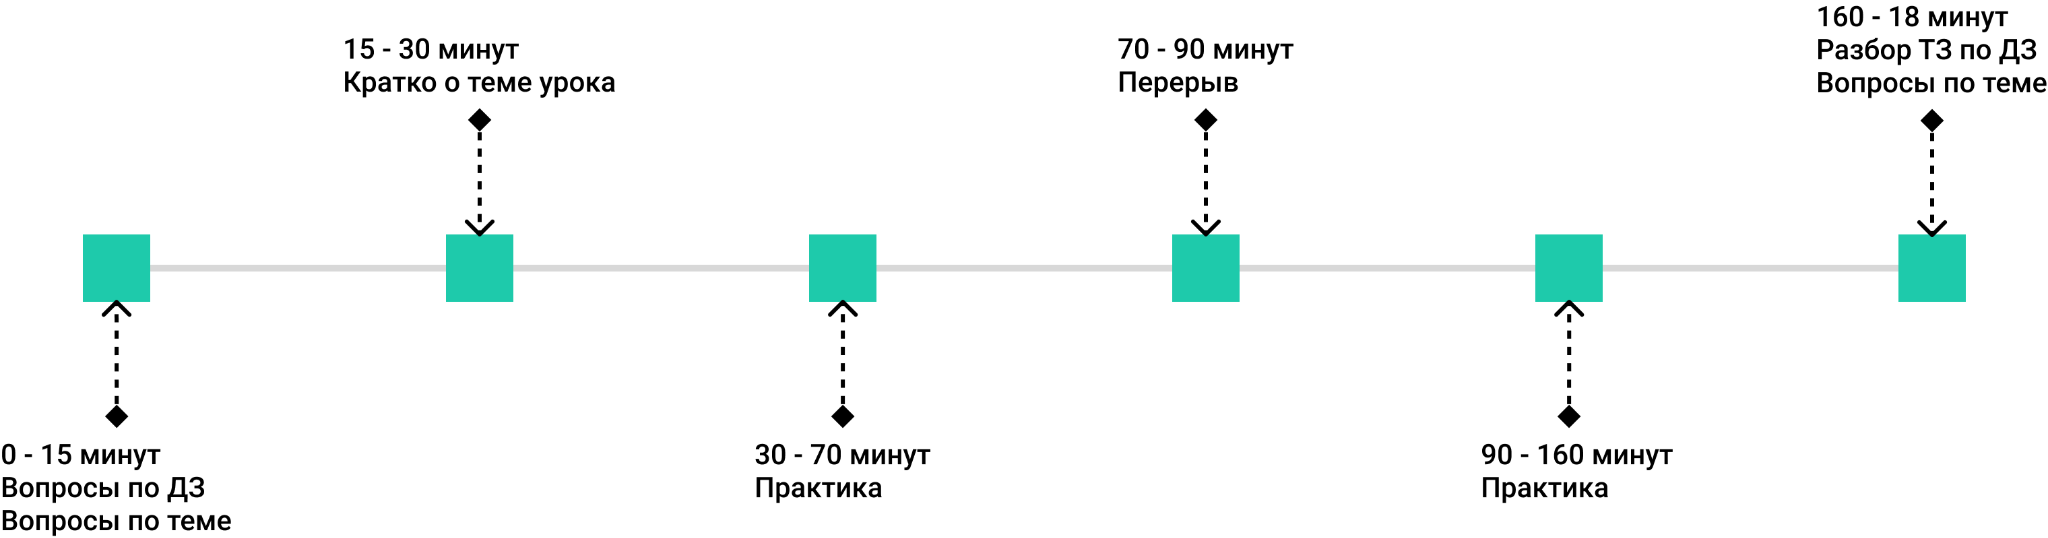 0 - 15 минут
Вопросы по ДЗ
Вопросы по теме
15 - 30 минут
Кратко о теме урока
30 - 70 минут
Практика
70 - 90 минут
Перерыв
90 - 160 минут
Практика
160 - 18 минут
Разбор ТЗ по ДЗ
Вопросы по теме